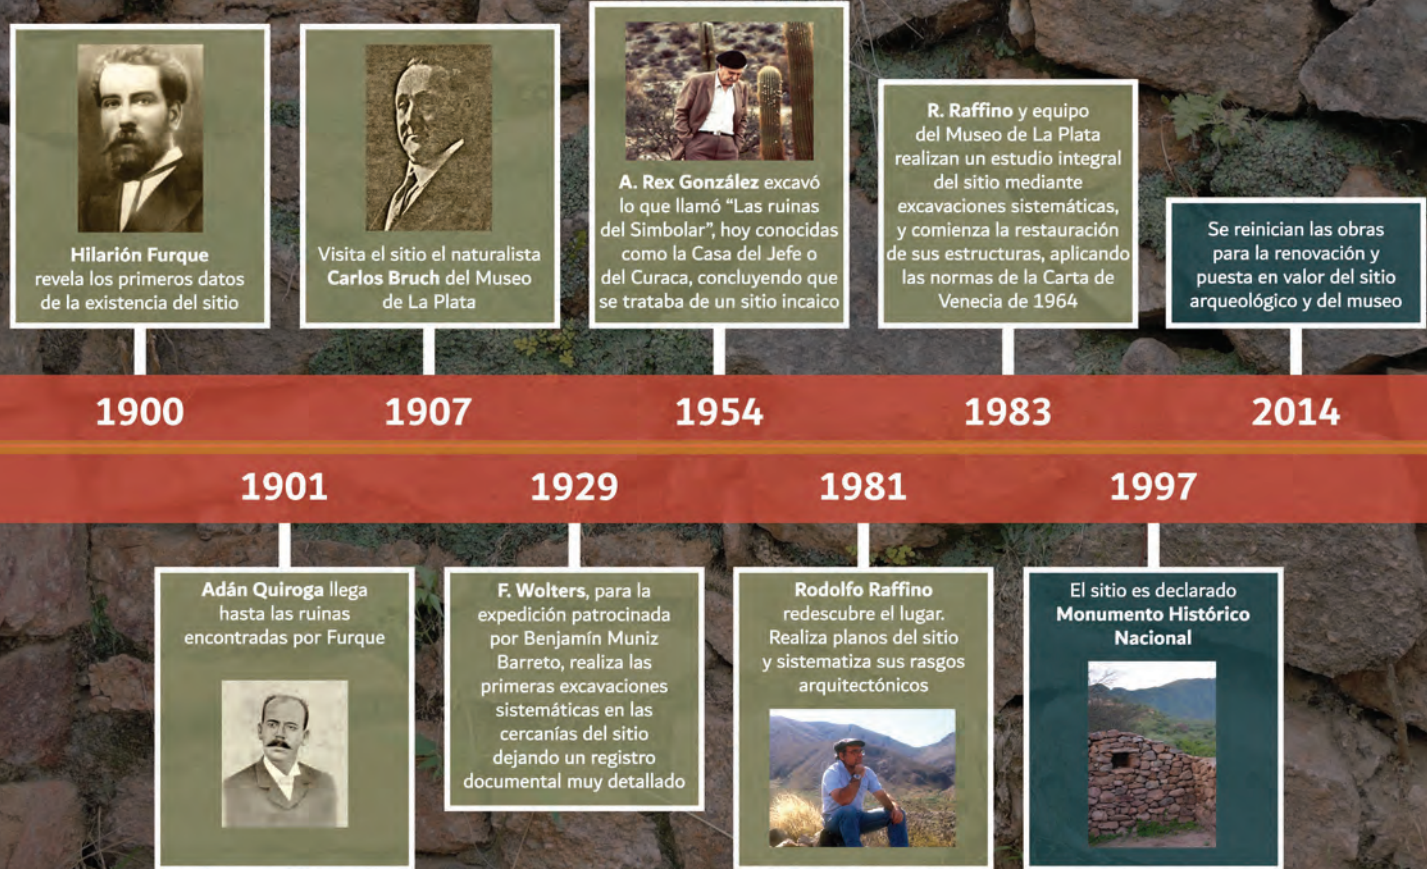 Hilarión Furque
revela los primeros datos
de la existencia del sitio
Visita el sitio el naturalista
Carlos Bruch del Museo
de La Plata
A. Rex González excavó
lo que llamó “Las ruinas
del Simbolar”, hoy conocidas
como la Casa del Jefe o
del Curaca, concluyendo que
se trataba de un sitio incaico
R. Raffino y equipo
del Museo de La Plata
realizan un estudio integral
del sitio mediante
excavaciones sistemáticas,
y comienza la restauración
de sus estructuras, aplicando
las normas de la Carta de
Venecia de 1964
Se reinician las obras
para la renovación y
puesta en valor del sitio
arqueológico y del museo
1900
1907
1954
1983
2014
1901
1929
1981
1997
Adán Quiroga llega
hasta las ruinas
encontradas por Furque
F. Wolters, para la
expedición patrocinada
por Benjamín Muniz
Barreto, realiza las
primeras excavaciones
sistemáticas en las
cercanías del sitio
dejando un registro
documental muy detallado
Rodolfo Raffino
redescubre el lugar.
Realiza planos del sitio
y sistematiza sus rasgos
arquitectónicos
El sitio es declarado
Monumento Histórico
Nacional